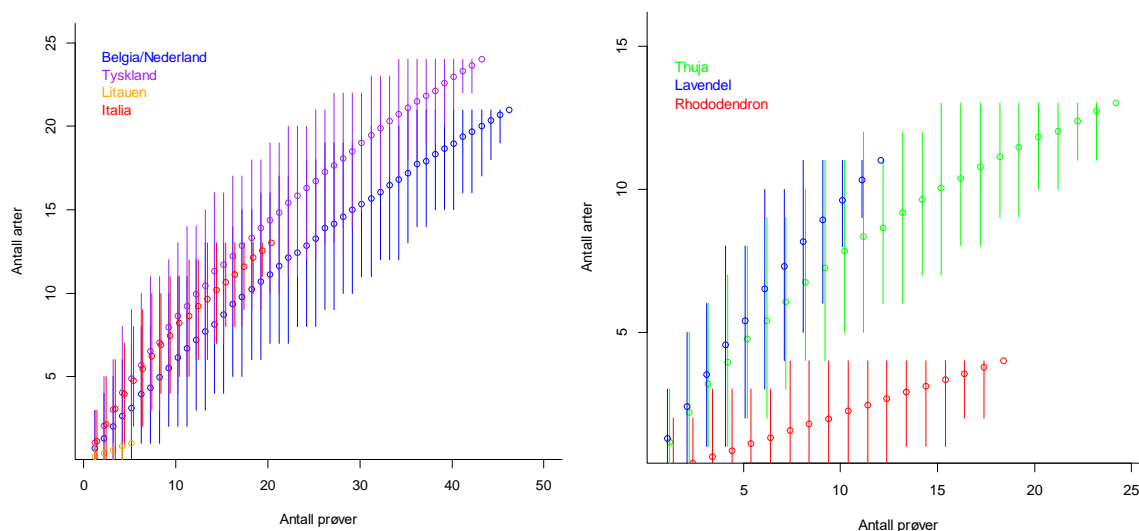 Belgia/Nederland
Tyskland
Litauen
Italia
Antall arter
25
20
15
10
5
0
10
20
30
40
50
Antall prøver
Thuja
Lavendel
Rhododendron
Antall arter
15
10
5
5
10
15
20
25
Antall prøver